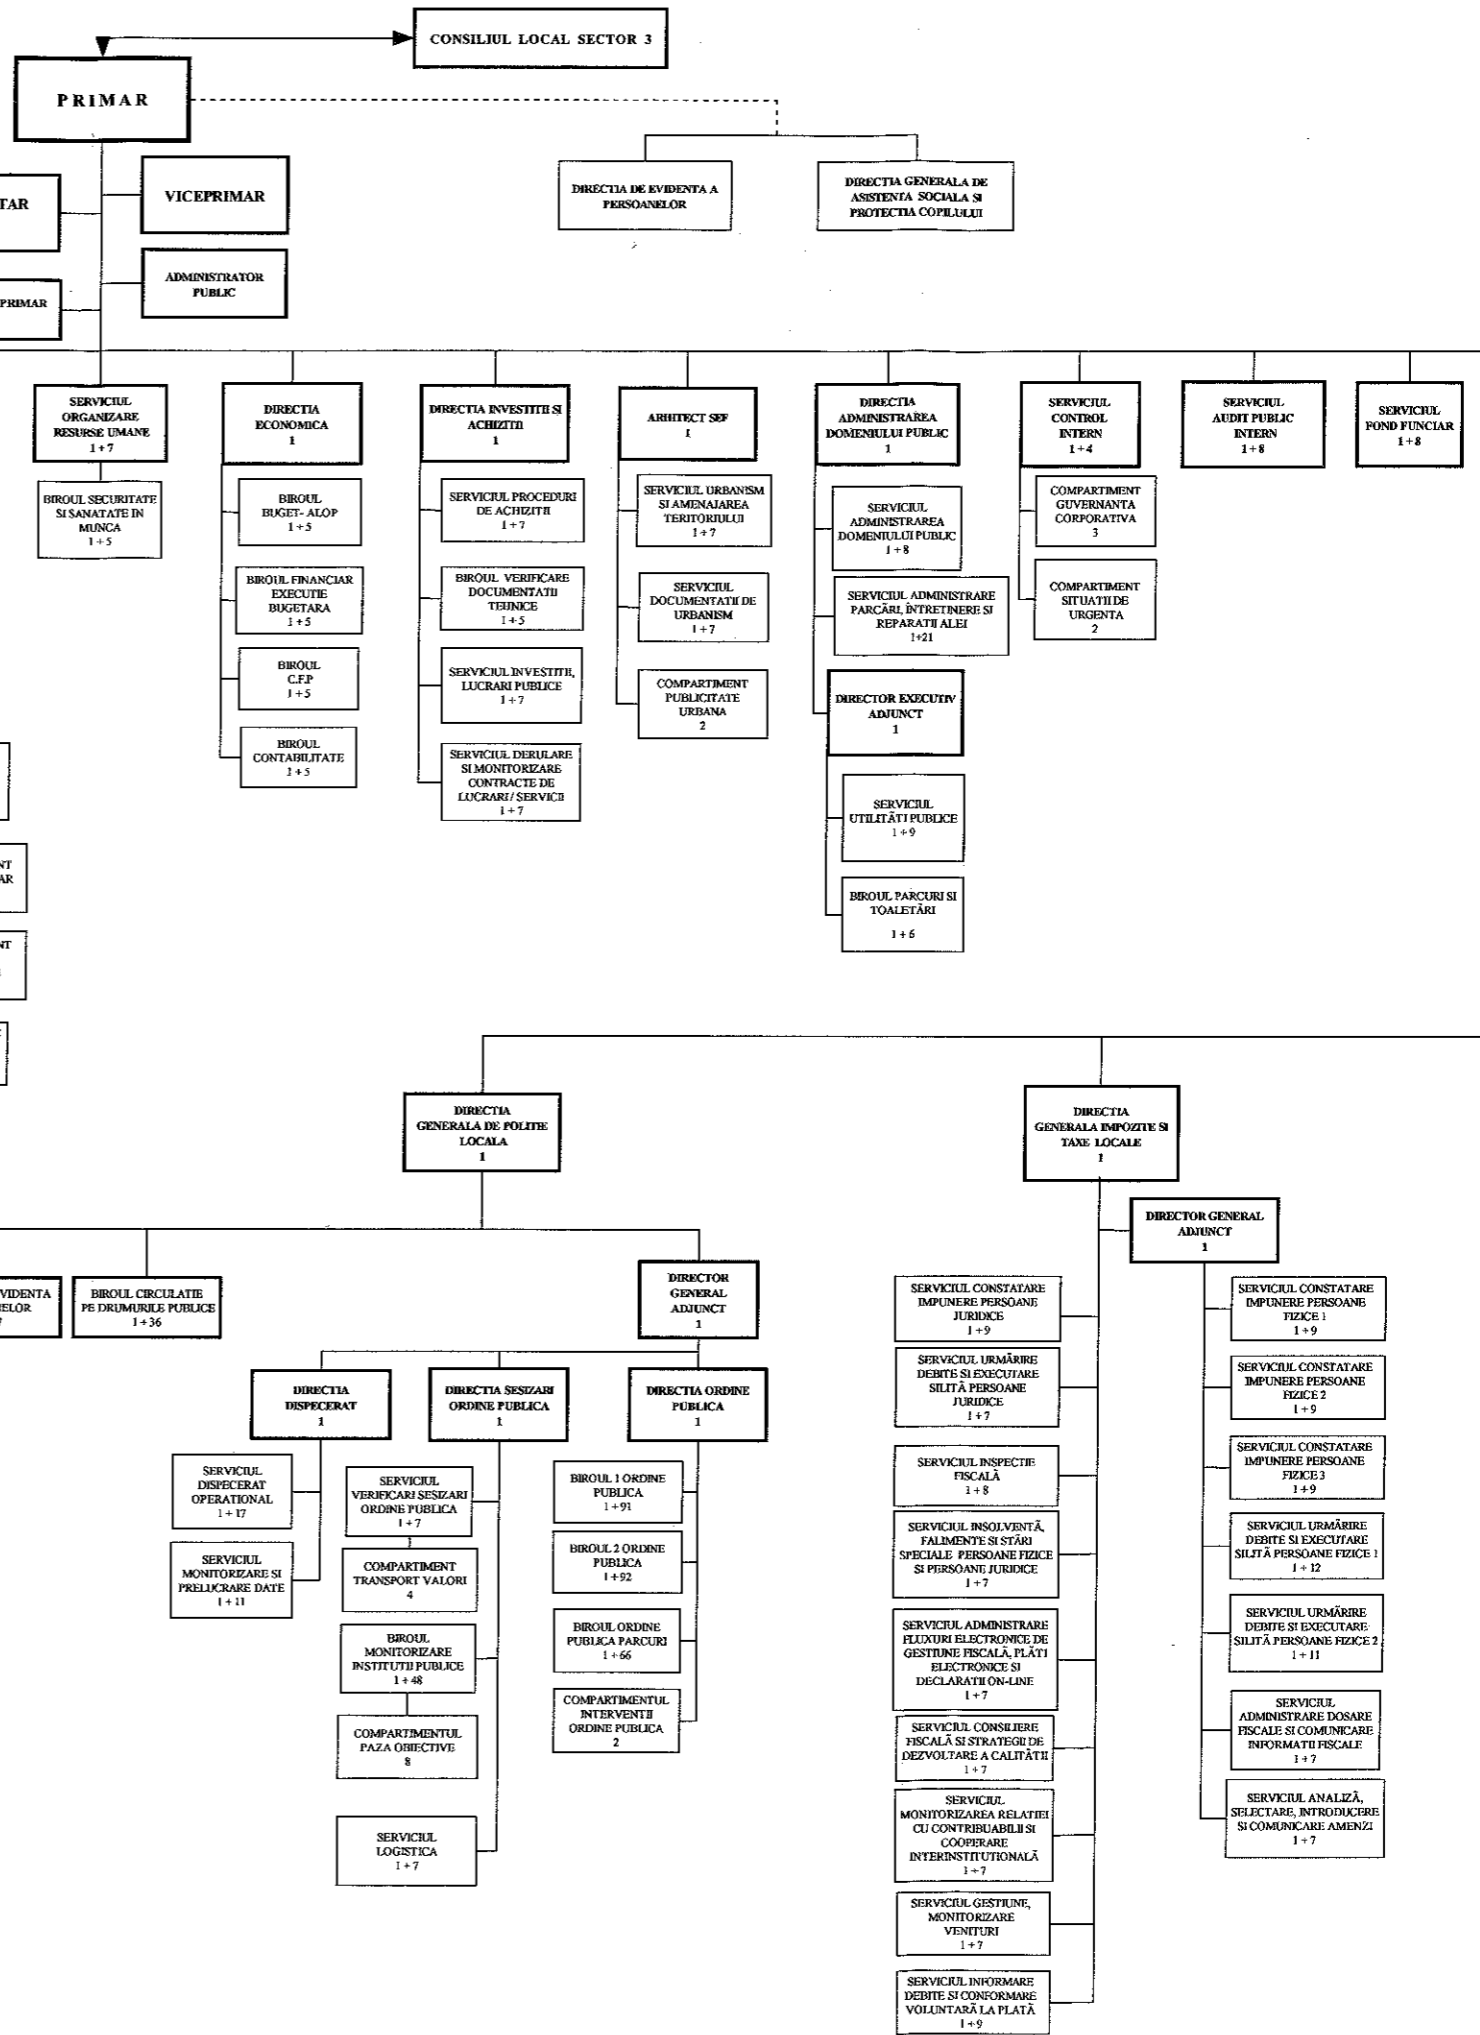 CONSILIUL LOCAL SECTOR 3
PRIMAR
TAR
VICEPRIMAR
DIRECTIA DE EVIDENTA A
PERSOANELOR
DIRECTIA GENERALA DE
ASISTENTA SOCIALA SI
PROTECTIA COPILULUI
PRIMAR
ADMINISTRATOR
PUBLIC
SERVICIUL
ORGANIZARE
RESURSE UMANE
1 + 7
BIROUL SECURITATE
SI SANATATE IN
MUNCA
1 + 5
DIRECTIA
ECONOMICA
1
BIROUL
BUGET- ALOP
1 + 5
BIROUL FINANCIAR
EXECUTIE
BUGETARA
1 + 5
BIROUL
C.F.P
1 + 5
BIROUL
CONTABILITATE
1 + 5
DIRECTIA INVESTITII SI
ACHIZITII
1
SERVICIUL PROCEDURI
DE ACHIZITII
1 + 7
BIROUL VERIFICARE
DOCUMENTATII
TEHNICE
1 + 5
SERVICIUL INVESTITII,
LUCRARI PUBLICE
1 + 7
SERVICIUL DERULARE
SI MONITORIZARE
CONTRACTE DE
LUCRARI / SERVICII
1 + 7
ARHITECT SEF
1
SERVICIUL URBANISM
SI AMENAJAREA
TERITORIULUI
1 + 7
SERVICIUL
DOCUMENTATII DE
URBANISM
1 + 7
COMPARTIMENT
PUBLICITATE
URBANA
2
DIRECTIA
ADMINISTRAREA
DOMENIULUI PUBLIC
1
SERVICIUL
ADMINISTRAREA
DOMENIULUI PUBLIC
1 + 8
SERVICIUL ADMINISTRARE
PARCĂRI, ÎNTRETINERE SI
REPARATII ALEI
1+21
DIRECTOR EXECUTIV
ADJUNCT
1
SERVICIUL
UTILITĂTI PUBLICE
1 + 9
BIROUL PARCURI SI
TOALETĂRI
1 + 6
SERVICIUL
CONTROL
INTERN
1 + 4
COMPARTIMENT
GUVERNANTA
CORPORATIVA
3
COMPARTIMENT
SITUATII DE
URGENTA
2
SERVICIUL
AUDIT PUBLIC
INTERN
1 + 8
SERVICIUL
FOND FUNCIAR
1 + 8
NT
AR
NT
DIRECTIA
GENERALA DE POLITIE
LOCALA
1
VIDENTA
ELOR
BIROUL CIRCULATIE
PE DRUMURILE PUBLICE
1 + 36
DIRECTOR
GENERAL
ADJUNCT
1
DIRECTIA
DISPECERAT
1
SERVICIUL
DISPECERAT
OPERATIONAL
1 + 17
SERVICIUL
MONITORIZARE SI
PRELUCRARE DATE
1 + 11
DIRECTIA SESIZARI
ORDINE PUBLICA
1
SERVICIUL
VERIFICARI SESIZARI
ORDINE PUBLICA
1 + 7
COMPARTIMENT
TRANSPORT VALORI
4
BIROUL
MONITORIZARE
INSTITUTII PUBLICE
1 + 48
COMPARTIMENTUL
PAZA OBIECTIVE
8
SERVICIUL
LOGISTICA
1 + 7
DIRECTIA ORDINE
PUBLICA
1
BIROUL 1 ORDINE
PUBLICA
1 + 91
BIROUL 2 ORDINE
PUBLICA
1 + 92
BIROUL ORDINE
PUBLICA PARCURI
1 + 66
COMPARTIMENTUL
INTERVENTII
ORDINE PUBLICA
2
DIRECTIA
GENERALA IMPOZITE SI
TAXE LOCALE
1
DIRECTOR GENERAL
ADJUNCT
1
SERVICIUL CONSTATARE
IMPUNERE PERSOANE
JURIDICE
1 + 9
SERVICIUL URMĂRIRE
DEBITE SI EXECUTARE
SILITĂ PERSOANE
JURIDICE
1 + 7
SERVICIUL INSPECTIE
FISCALĂ
1 + 8
SERVICIUL INSOLVENTĂ,
FALIMENTE SI STĂRI
SPECIALE PERSOANE FIZICE
SI PERSOANE JURIDICE
1 + 7
SERVICIUL ADMINISTRARE
FLUXURI ELECTRONICE DE
GESTIUNE FISCALĂ, PLĂTI
ELECTRONICE SI
DECLARATII ON-LINE
1 + 7
SERVICIUL CONSILIERE
FISCALĂ SI STRATEGII DE
DEZVOLTARE A CALITĂTII
1 + 7
SERVICIUL
MONITORIZAREA RELATIEI
CU CONTRIBUABILII SI
COOPERARE
INTERINSTITUTIONALĂ
1 + 7
SERVICIUL GESTIUNE,
MONITORIZARE
VENITURI
1 + 7
SERVICIUL INFORMARE
DEBITE SI CONFORMARE
VOLUNTARĂ LA PLATĂ
1 + 9
SERVICIUL CONSTATARE
IMPUNERE PERSOANE
FIZICE 1
1 + 9
SERVICIUL CONSTATARE
IMPUNERE PERSOANE
FIZICE 2
1 + 9
SERVICIUL CONSTATARE
IMPUNERE PERSOANE
FIZICE 3
1 + 9
SERVICIUL URMĂRIRE
DEBITE SI EXECUTARE
SILITĂ PERSOANE FIZICE 1
1 + 12
SERVICIUL URMĂRIRE
DEBITE SI EXECUTARE
SILITĂ PERSOANE FIZICE 2
1 + 11
SERVICIUL
ADMINISTRARE DOSARE
FISCALE SI COMUNICARE
INFORMATII FISCALE
1 + 7
SERVICIUL ANALIZĂ,
SELECTARE, INTRODUCERE
SI COMUNICARE AMENZI
1 + 7